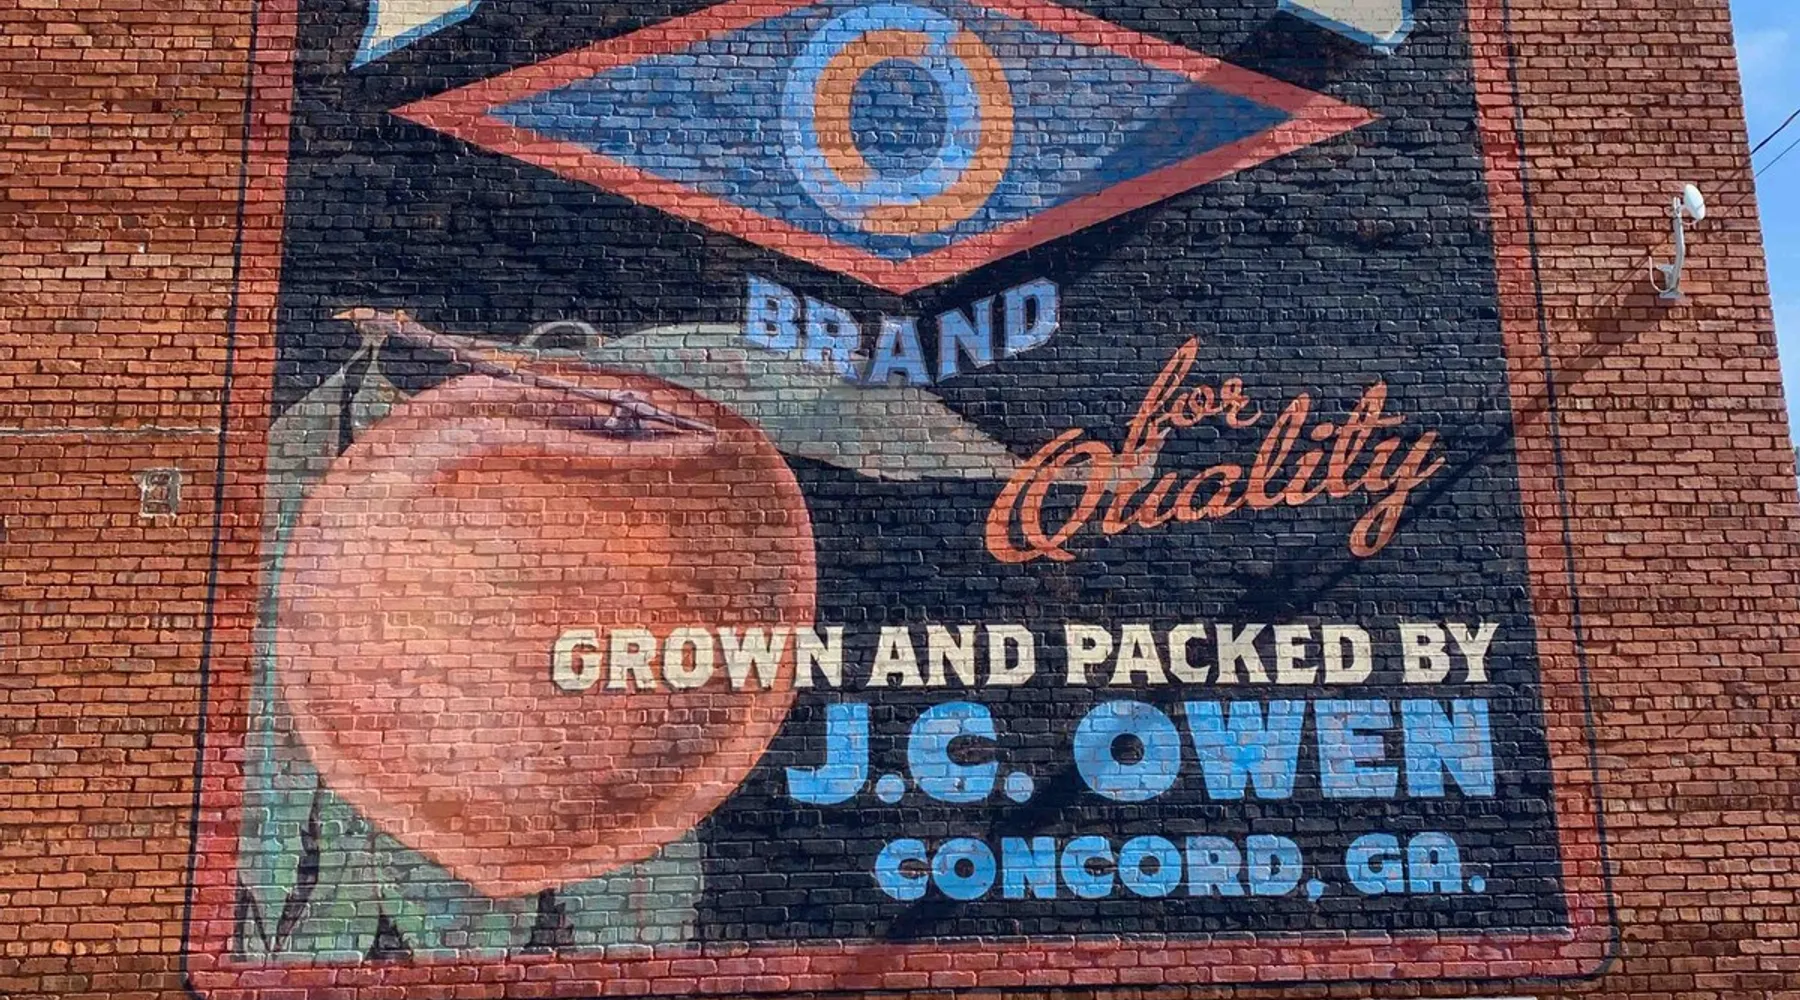 O
BRAND
for
Quality
GROWN AND PACKED BY
J.C. OWEN
CONCORD, GA.